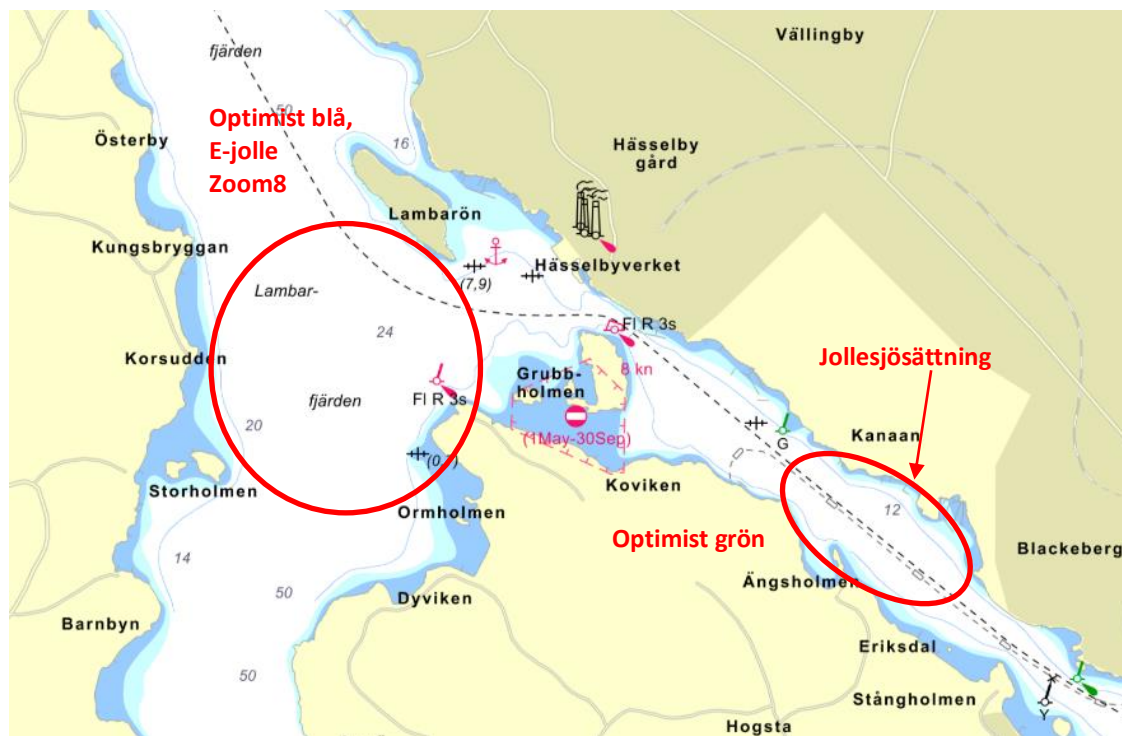 Vällingby
fjärden
50
Optimist blå,
E-jolle
Zoom8
Österby
16
Hässelby
gård
Lambarön
Kungsbryggan
Hässelbyverket
(7,9)
Lambar-
24
Fl R 3s
Jollesjösättning
Korsudden
Grubb-
holmen
8 kn
Fl R 3s
fjärden
20
(1May-30Sep)
G
Kanaan
Koviken
Storholmen
Ormholmen
12
Optimist grön
Blackeberg
14
Ängsholmen
50
Dyviken
Barnbyn
Eriksdal
50
Stångholmen
Y
Hogsta